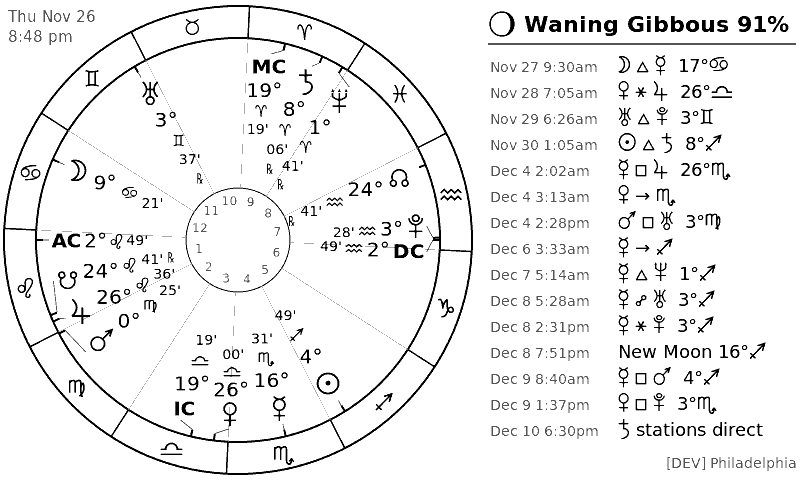 Thu Nov 26
8:48 pm
Waning Gibbous 91%
Nov 27 9:30am ☽ △ ☿ 17°♋
Nov 28 7:05am ♀ ⚹ ♃ 26°♎
Nov 29 6:26am ♅ △ ⯓ 3°♊
Nov 30 1:05am ☉ △ ♄ 8°♐
Dec 4 2:02am ☿ □ ♃ 26°♏
Dec 4 3:13am ♀ → ♏
Dec 4 2:28pm ♂ □ ♅ 3°♍
Dec 6 3:33am ☿ → ♐
Dec 7 5:14am ☿ △ ♆ 1°♐
Dec 8 5:28am ☿ ☍ ♅ 3°♐
Dec 8 2:31pm ☿ ⚹ ⯓ 3°♐
Dec 8 7:51pm New Moon 16°♐
Dec 9 8:40am ☿ □ ♂ 4°♐
Dec 9 1:37pm ♀ □ ⯓ 3°♏
Dec 10 6:30pm ♄ stations direct
[DEV] Philadelphia
MC 19° ♈ 19'
♄ 8° ♈ 06' ℞
♆ 1° ♈ 41' ℞
♅ 3° ♊ 37' ℞
☽ 9° ♋ 21'
AC 2° ♌ 49'
☋ 24° ♌ 41' ℞
♃ 26° ♌ 36'
♂ 0° ♍ 25'
IC 19° ♎ 19'
♀ 26° ♎ 00'
☿ 16° ♏ 31'
☉ 4° ♐ 49'
DC 2° ♒ 49'
⯓ 3° ♒ 28'
☊ 24° ♒ 41' ℞
1
2
3
4
5
6
7
8
9
10
11
12